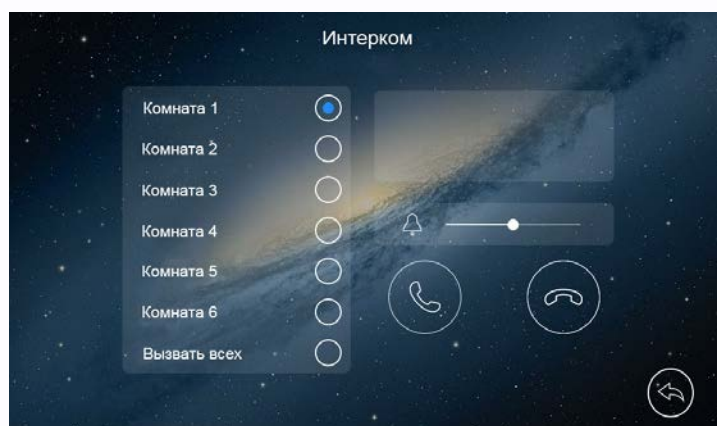 Интерком
Комната 1
Комната 2
Комната 3
Комната 4
Комната 5
Комната 6
Вызвать всех